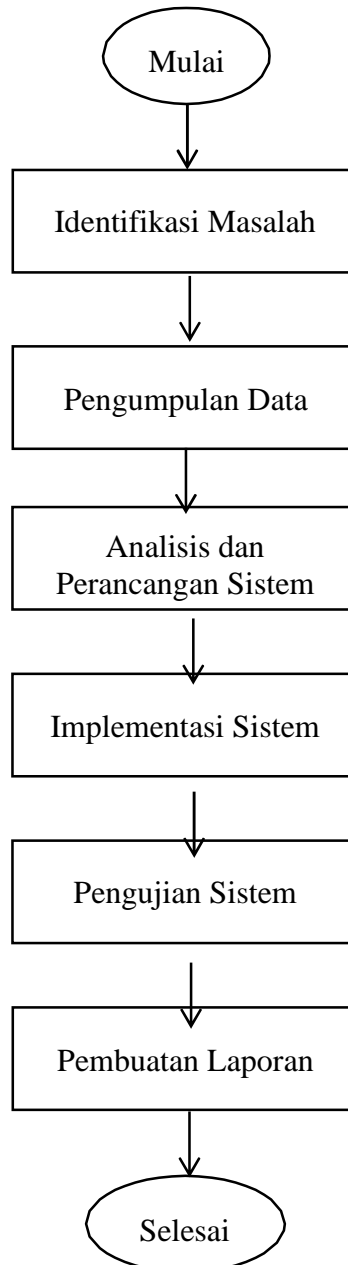 Mulai
Identifikasi Masalah
Pengumpulan Data
Analisis dan
Perancangan Sistem
Implementasi Sistem
Pengujian Sistem
Pembuatan Laporan
Selesai